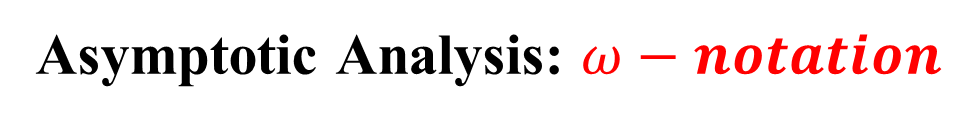 Asymptotic Analysis: ω − notation